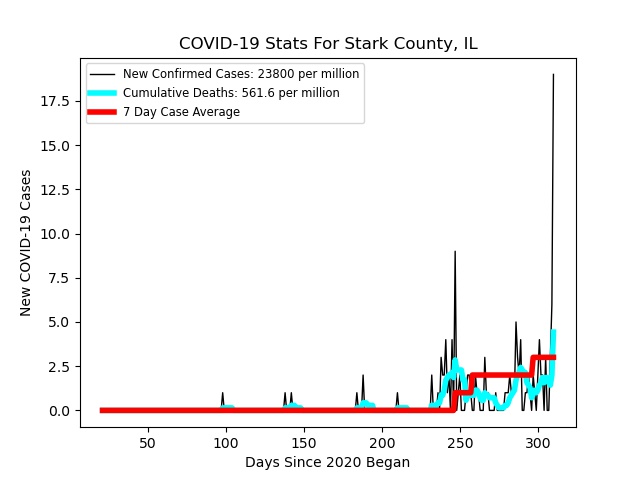 COVID-19 Stats For Stark County, IL
New Confirmed Cases: 23800 per million
Cumulative Deaths: 561.6 per million
7 Day Case Average
New COVID-19 Cases
17.5
15.0
12.5
10.0
7.5
5.0
2.5
0.0
50 100 150 200 250 300
Days Since 2020 Began